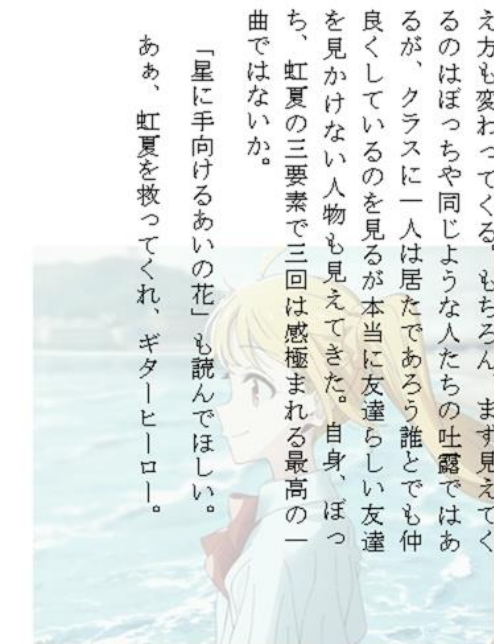 え方も変わってくる。もちろん、まず見えてく
るのはぼっちや同じような人たちの吐露ではあ
るが、クラスに一人は居たであろう誰とでも仲
良くしているのを見るが本当に友達らしい友達
を見かけない人物も見えてきた。自身、ぼっ
ち、虹夏の三要素で三回は感極まれる最高の一
曲ではないか。
「星に手向けるあいの花」も読んでほしい。
あぁ、虹夏を救ってくれ、ギターヒーロー。